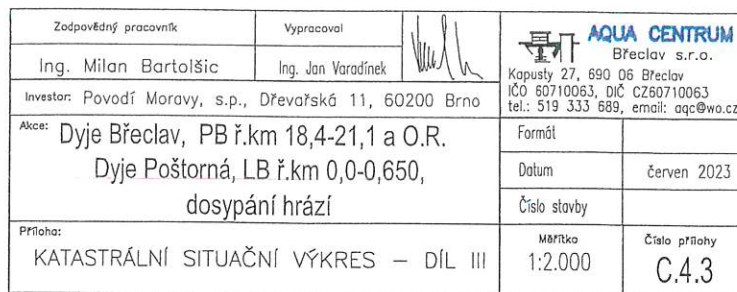 Zodpovědný pracovník
Vypracoval
AQUA CENTRUM
Břeclav s.r.o.
Ing. Milan Bartolšic
Ing. Jan Varadínek
Kapusty 27, 690 06 Břeclav
IČO 60710063, DIČ CZ60710063
tel.: 519 333 689, email: aqc@wo.cz
Investor: Povodí Moravy, s.p., Dřevařská 11, 60200 Brno
Akce: Dyje Břeclav, PB ř.km 18,4-21,1 a O.R.
Dyje Poštorná, LB ř.km 0,0-0,650,
dosypání hrází
Formát
Datum
červen 2023
Číslo stavby
Příloha:
KATASTRÁLNÍ SITUAČNÍ VÝKRES – DÍL III
Měřítko
1:2.000
Číslo přílohy
C.4.3